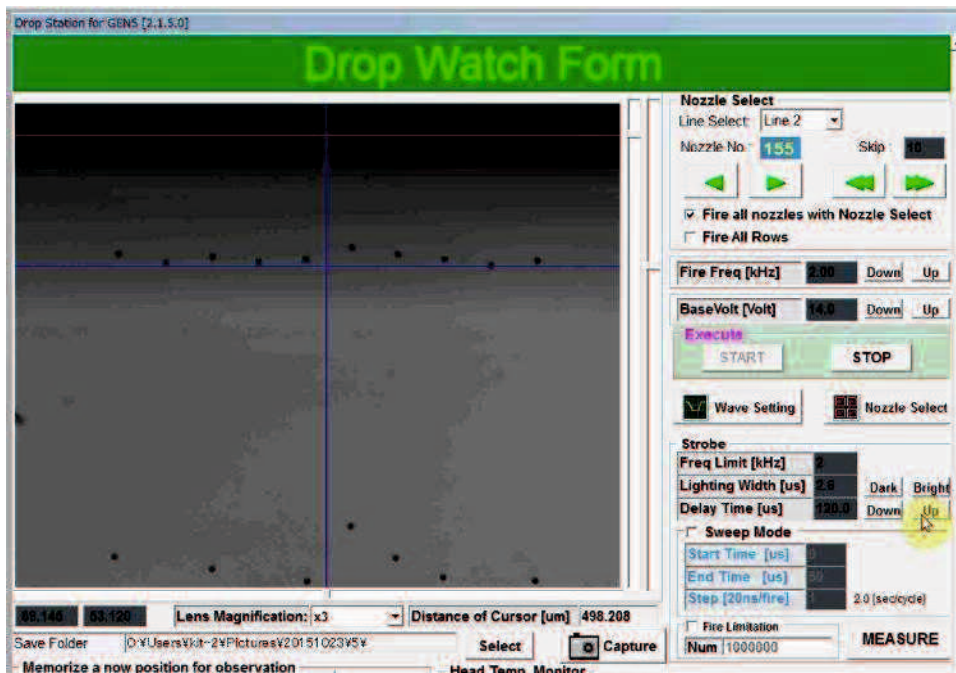 Drop Station for GEN5 [2.1.5.0]
Drop Watch Form
Nozzle Select
Line Select: Line 2
Nozzle No.: 155 Skip: 10
Fire all nozzles with Nozzle Select
Fire All Rows
Fire Freq [kHz] 2.00 Down Up
BaseVolt [Volt] 14.0 Down Up
Execute
START STOP
Wave Setting Nozzle Select
Strobe
Freq Limit [kHz] 2
Lighting Width [us] 2.6 Dark Bright
Delay Time [us] 120.0 Down Up
Sweep Mode
Start Time [us] 0
End Time [us] 50
Step [20ns/fire] 1 2.0 [sec/cycle]
Lens Magnification: x3 Distance of Cursor [um] 498.208
Fire Limitation
Num 1000000 MEASURE
Save Folder Select Capture
Memorize a now position for observation Head Temp. Monitor